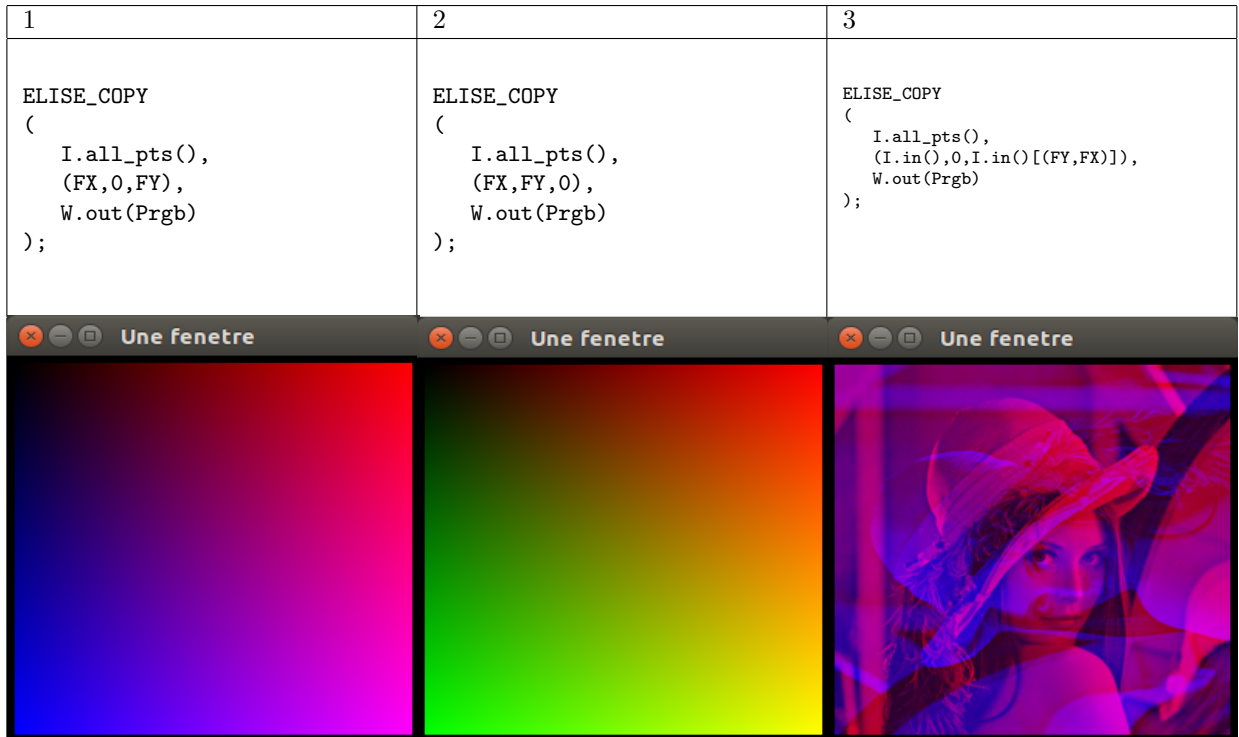 1
2
3
ELISE_COPY
(
I.all_pts(),
(FX,0,FY),
W.out(Prgb)
);
ELISE_COPY
(
I.all_pts(),
(FX,FY,0),
W.out(Prgb)
);
ELISE_COPY
(
I.all_pts(),
(I.in(),0,I.in()[(FY,FX)]),
W.out(Prgb)
);
Une fenetre
Une fenetre
Une fenetre